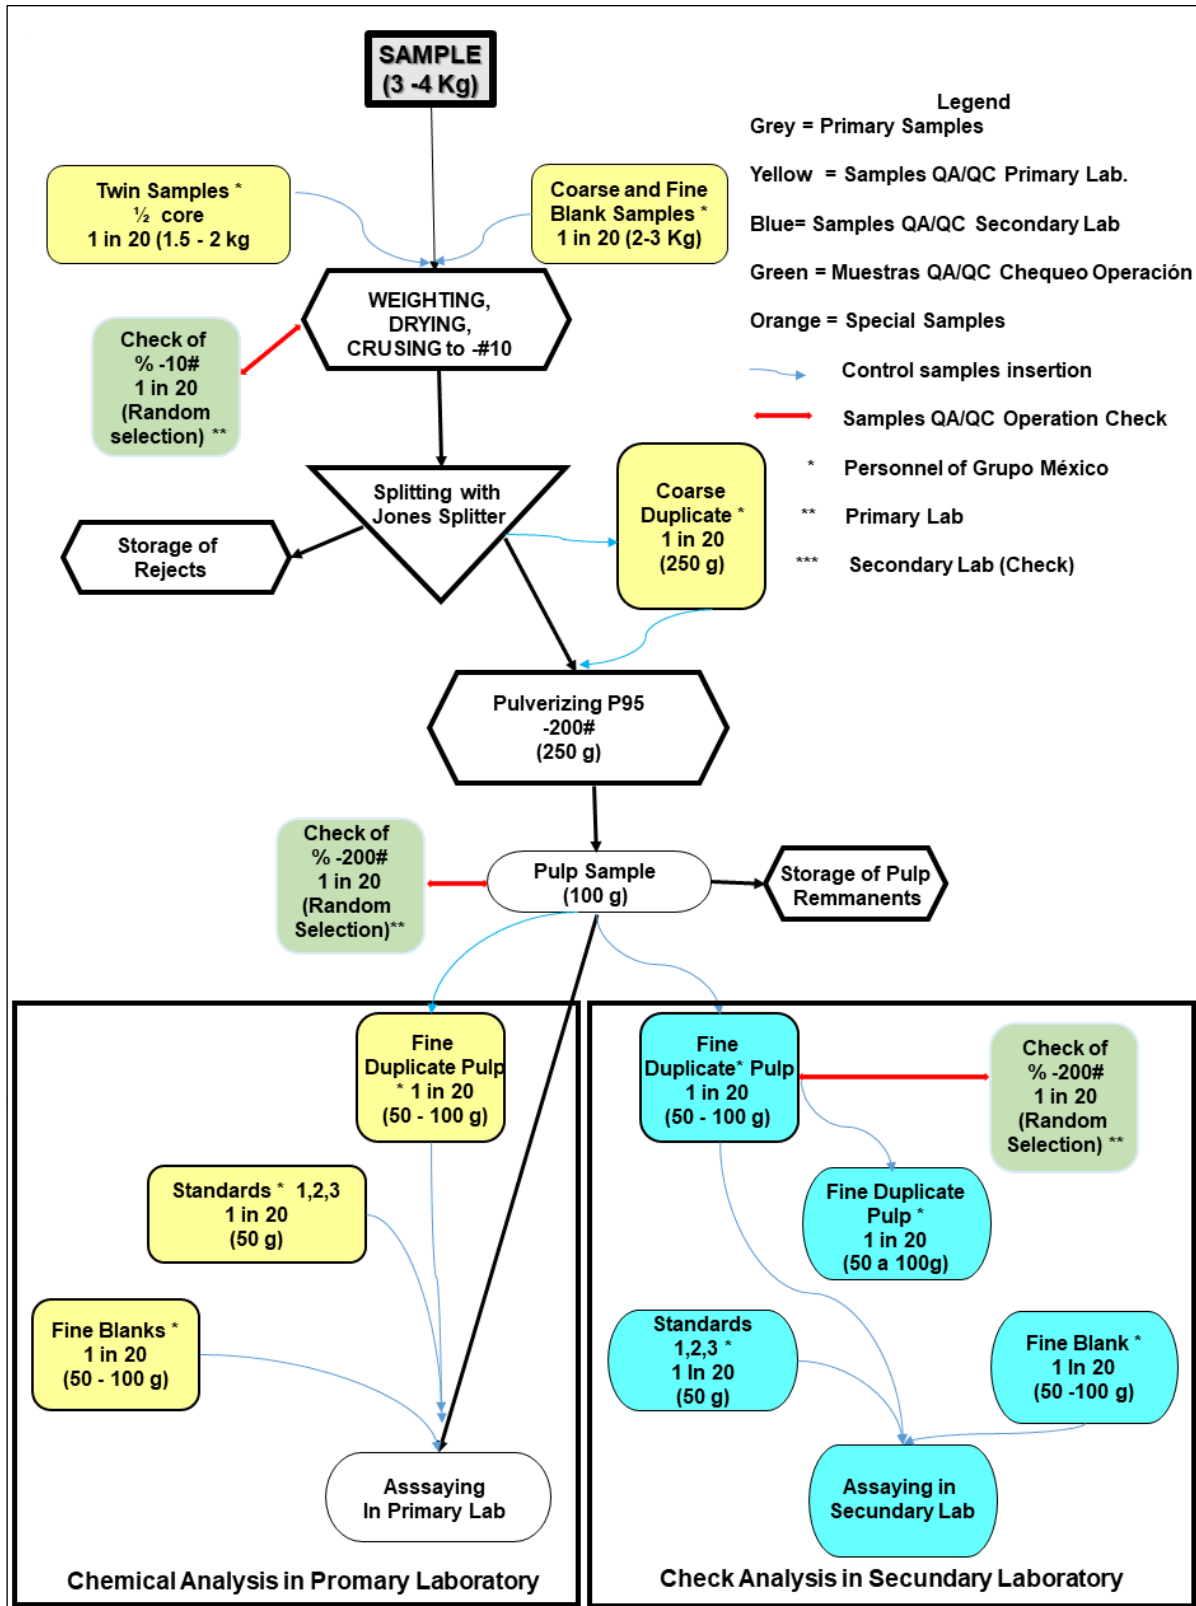 SAMPLE
(3 -4 Kg)
Legend
Grey = Primary Samples
Yellow = Samples QA/QC Primary Lab.
Blue= Samples QA/QC Secondary Lab
Green = Muestras QA/QC Chequeo Operación
Orange = Special Samples
Control samples insertion
Samples QA/QC Operation Check
* Personnel of Grupo México
** Primary Lab
*** Secondary Lab (Check)
Twin Samples *
½ core
1 in 20 (1.5 - 2 kg
Coarse and Fine
Blank Samples *
1 in 20 (2-3 Kg)
WEIGHTING,
DRYING,
CRUSING to -#10
Check of
% -10#
1 in 20
(Random
selection) **
Splitting with
Jones Splitter
Coarse
Duplicate *
1 in 20
(250 g)
Storage of
Rejects
Pulverizing P95
-200#
(250 g)
Check of
% -200#
1 in 20
(Random
Selection)**
Pulp Sample
(100 g)
Storage of Pulp
Remmanents
Fine
Duplicate Pulp
* 1 in 20
(50 - 100 g)
Standards * 1,2,3
1 in 20
(50 g)
Fine Blanks *
1 in 20
(50 - 100 g)
Asssaying
In Primary Lab
Chemical Analysis in Promary Laboratory
Fine
Duplicate* Pulp
1 in 20
(50 - 100 g)
Check of
% -200#
1 in 20
(Random
Selection) **
Fine Duplicate
Pulp *
1 in 20
(50 a 100g)
Standards
1,2,3 *
1 In 20
(50 g)
Fine Blank *
1 In 20
(50 -100 g)
Assaying in
Secundary Lab
Check Analysis in Secundary Laboratory